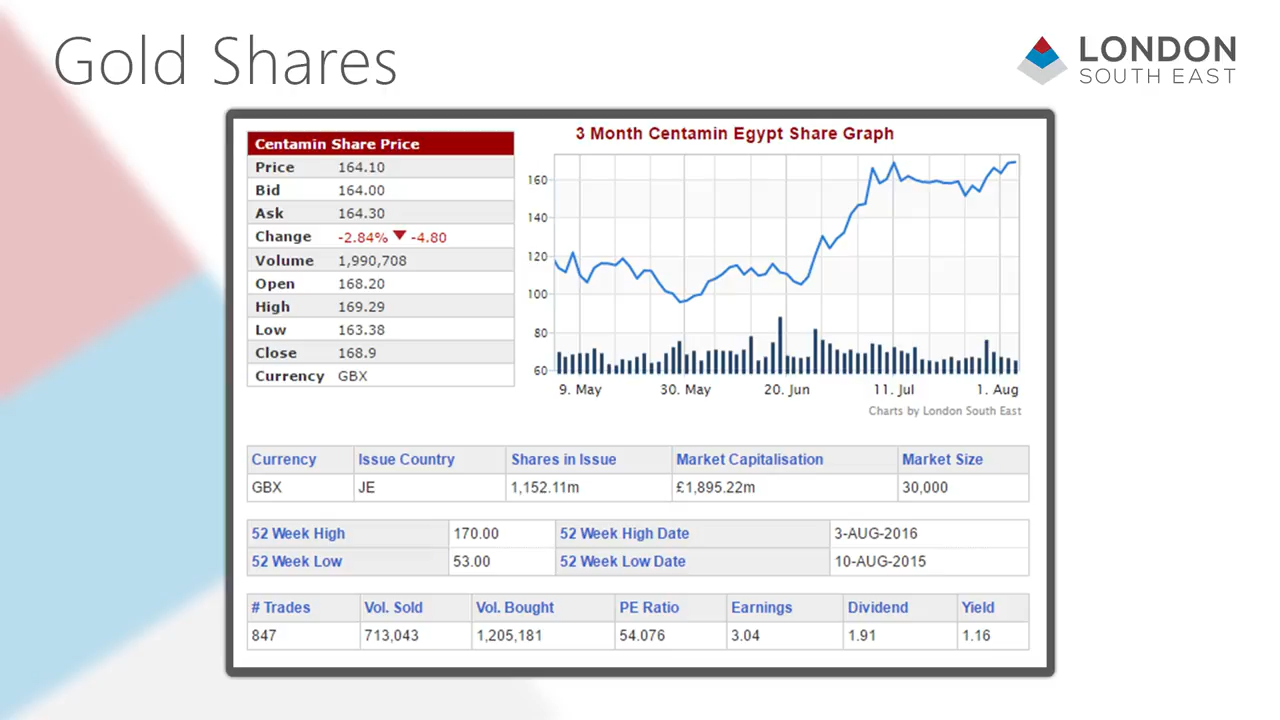 Gold Shares
LONDON
SOUTH EAST
Centamin Share Price
Price 164.10
Bid 164.00
Ask 164.30
Change -2.84% ▼ -4.80
Volume 1,990,708
Open 168.20
High 169.29
Low 163.38
Close 168.9
Currency GBX
3 Month Centamin Egypt Share Graph
160
140
120
100
80
60
9. May 30. May 20. Jun 11. Jul 1. Aug
Charts by London South East
Currency Issue Country Shares in Issue Market Capitalisation Market Size
GBX JE 1,152.11m £1,895.22m 30,000
52 Week High 170.00 52 Week High Date 3-AUG-2016
52 Week Low 53.00 52 Week Low Date 10-AUG-2015
# Trades Vol. Sold Vol. Bought PE Ratio Earnings Dividend Yield
847 713,043 1,205,181 54.076 3.04 1.91 1.16